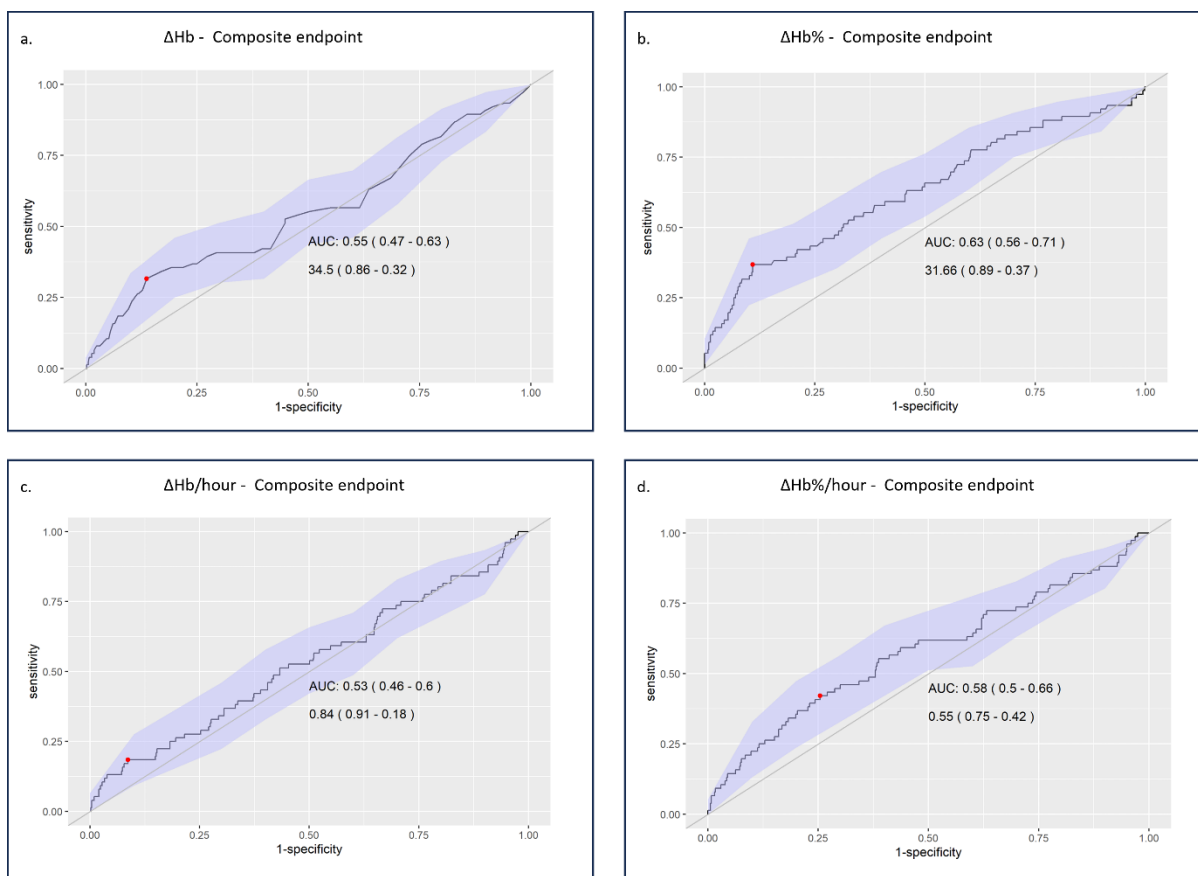 a.
ΔHb - Composite endpoint
1.00
0.75
0.50
0.25
0.00
sensitivity
AUC: 0.55 ( 0.47 - 0.63 )
34.5 ( 0.86 - 0.32 )
0.00 0.25 0.50 0.75 1.00
1-specificity
b.
ΔHb% - Composite endpoint
1.00
0.75
0.50
0.25
0.00
sensitivity
AUC: 0.63 ( 0.56 - 0.71 )
31.66 ( 0.89 - 0.37 )
0.00 0.25 0.50 0.75 1.00
1-specificity
c.
ΔHb/hour - Composite endpoint
1.00
0.75
0.50
0.25
0.00
sensitivity
AUC: 0.53 ( 0.46 - 0.6 )
0.84 ( 0.91 - 0.18 )
0.00 0.25 0.50 0.75 1.00
1-specificity
d.
ΔHb%/hour - Composite endpoint
1.00
0.75
0.50
0.25
0.00
sensitivity
AUC: 0.58 ( 0.5 - 0.66 )
0.55 ( 0.75 - 0.42 )
0.00 0.25 0.50 0.75 1.00
1-specificity